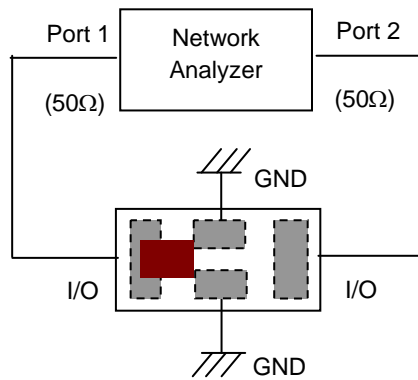 Port 1
Network
Analyzer
Port 2
(50Ω)
(50Ω)
GND
I/O
I/O
GND